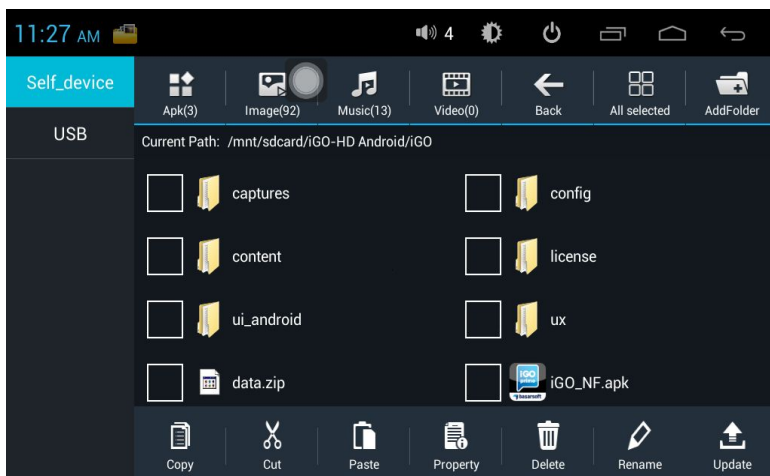 11:27 AM
4
Self_device
USB
Apk(3)
Image(92)
Music(13)
Video(0)
Back
All selected
AddFolder
Current Path: /mnt/sdcard/iGO-HD Android/iGO
captures
config
content
license
ui_android
ux
data.zip
iGO
iGO_NF.apk
Copy
Cut
Paste
Property
Delete
Rename
Update